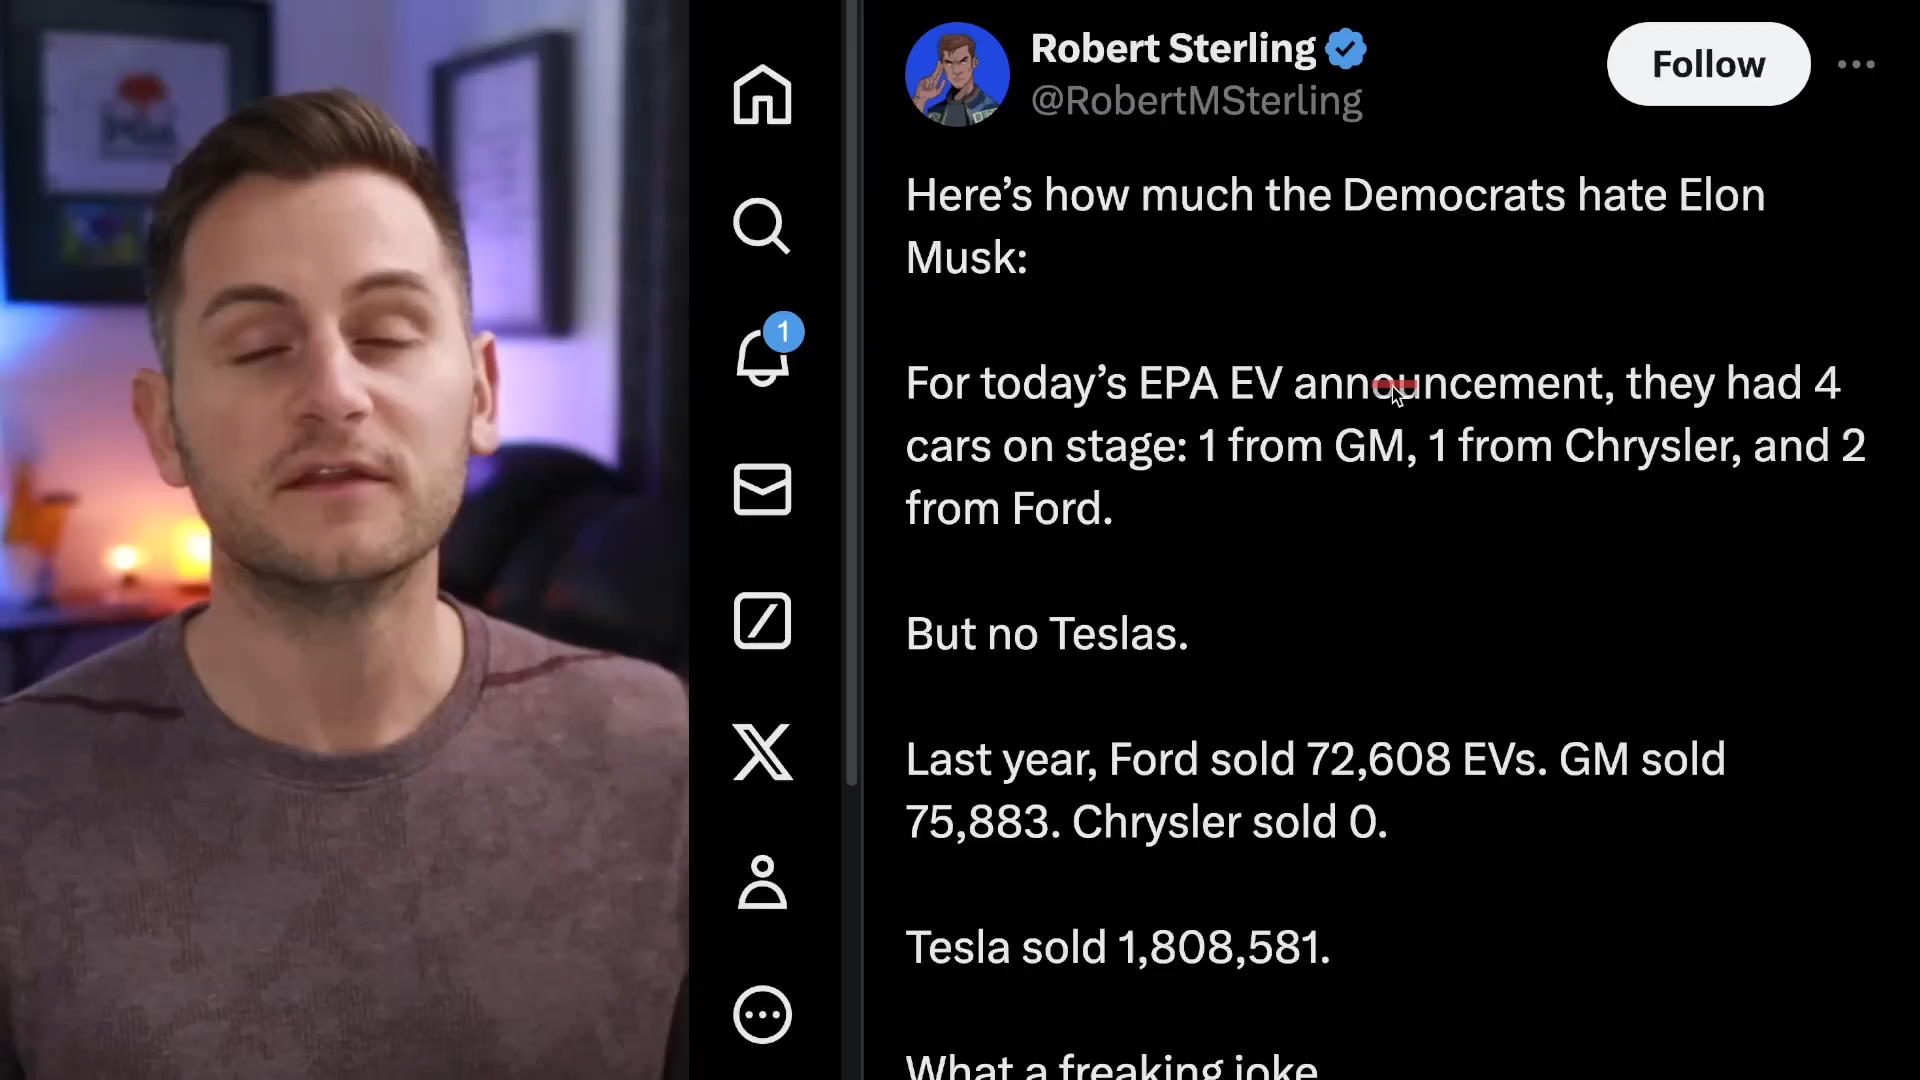 Robert Sterling
@RobertMSterling
Follow
1
Here’s how much the Democrats hate Elon
Musk:
For today’s EPA EV announcement, they had 4
cars on stage: 1 from GM, 1 from Chrysler, and 2
from Ford.
But no Teslas.
Last year, Ford sold 72,608 EVs. GM sold
75,883. Chrysler sold 0.
Tesla sold 1,808,581.
What a freaking joke